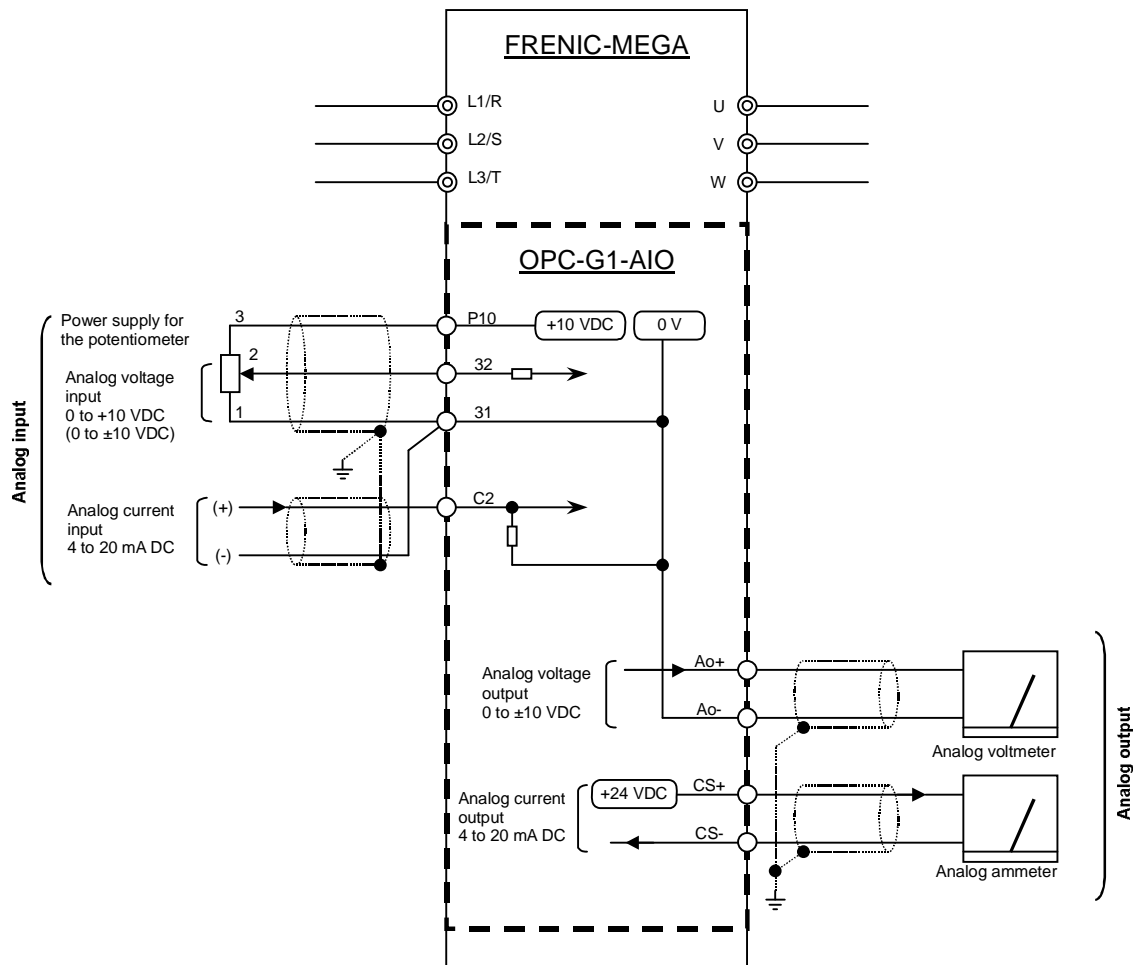 FRENIC-MEGA
L1/R
U
L2/S
V
L3/T
W
OPC-G1-AIO
Analog input
Power supply for
the potentiometer
3
P10
+10 VDC
0 V
Analog voltage
input
0 to +10 VDC
(0 to ±10 VDC)
2
32
1
31
Analog current
input
4 to 20 mA DC
(+)
C2
(-)
Analog voltage
output
0 to ±10 VDC
Ao+
Ao-
Analog voltmeter
Analog current
output
4 to 20 mA DC
+24 VDC
CS+
CS-
Analog ammeter
Analog output